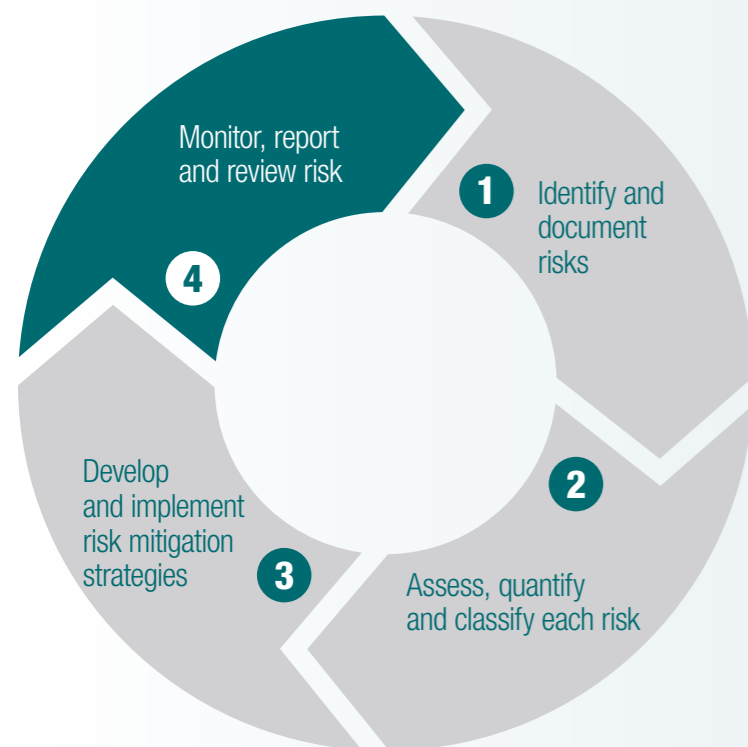 1
Identify and
document
risks
2
Assess, quantify
and classify each risk
3
Develop
and implement
risk mitigation
strategies
4
Monitor, report
and review risk